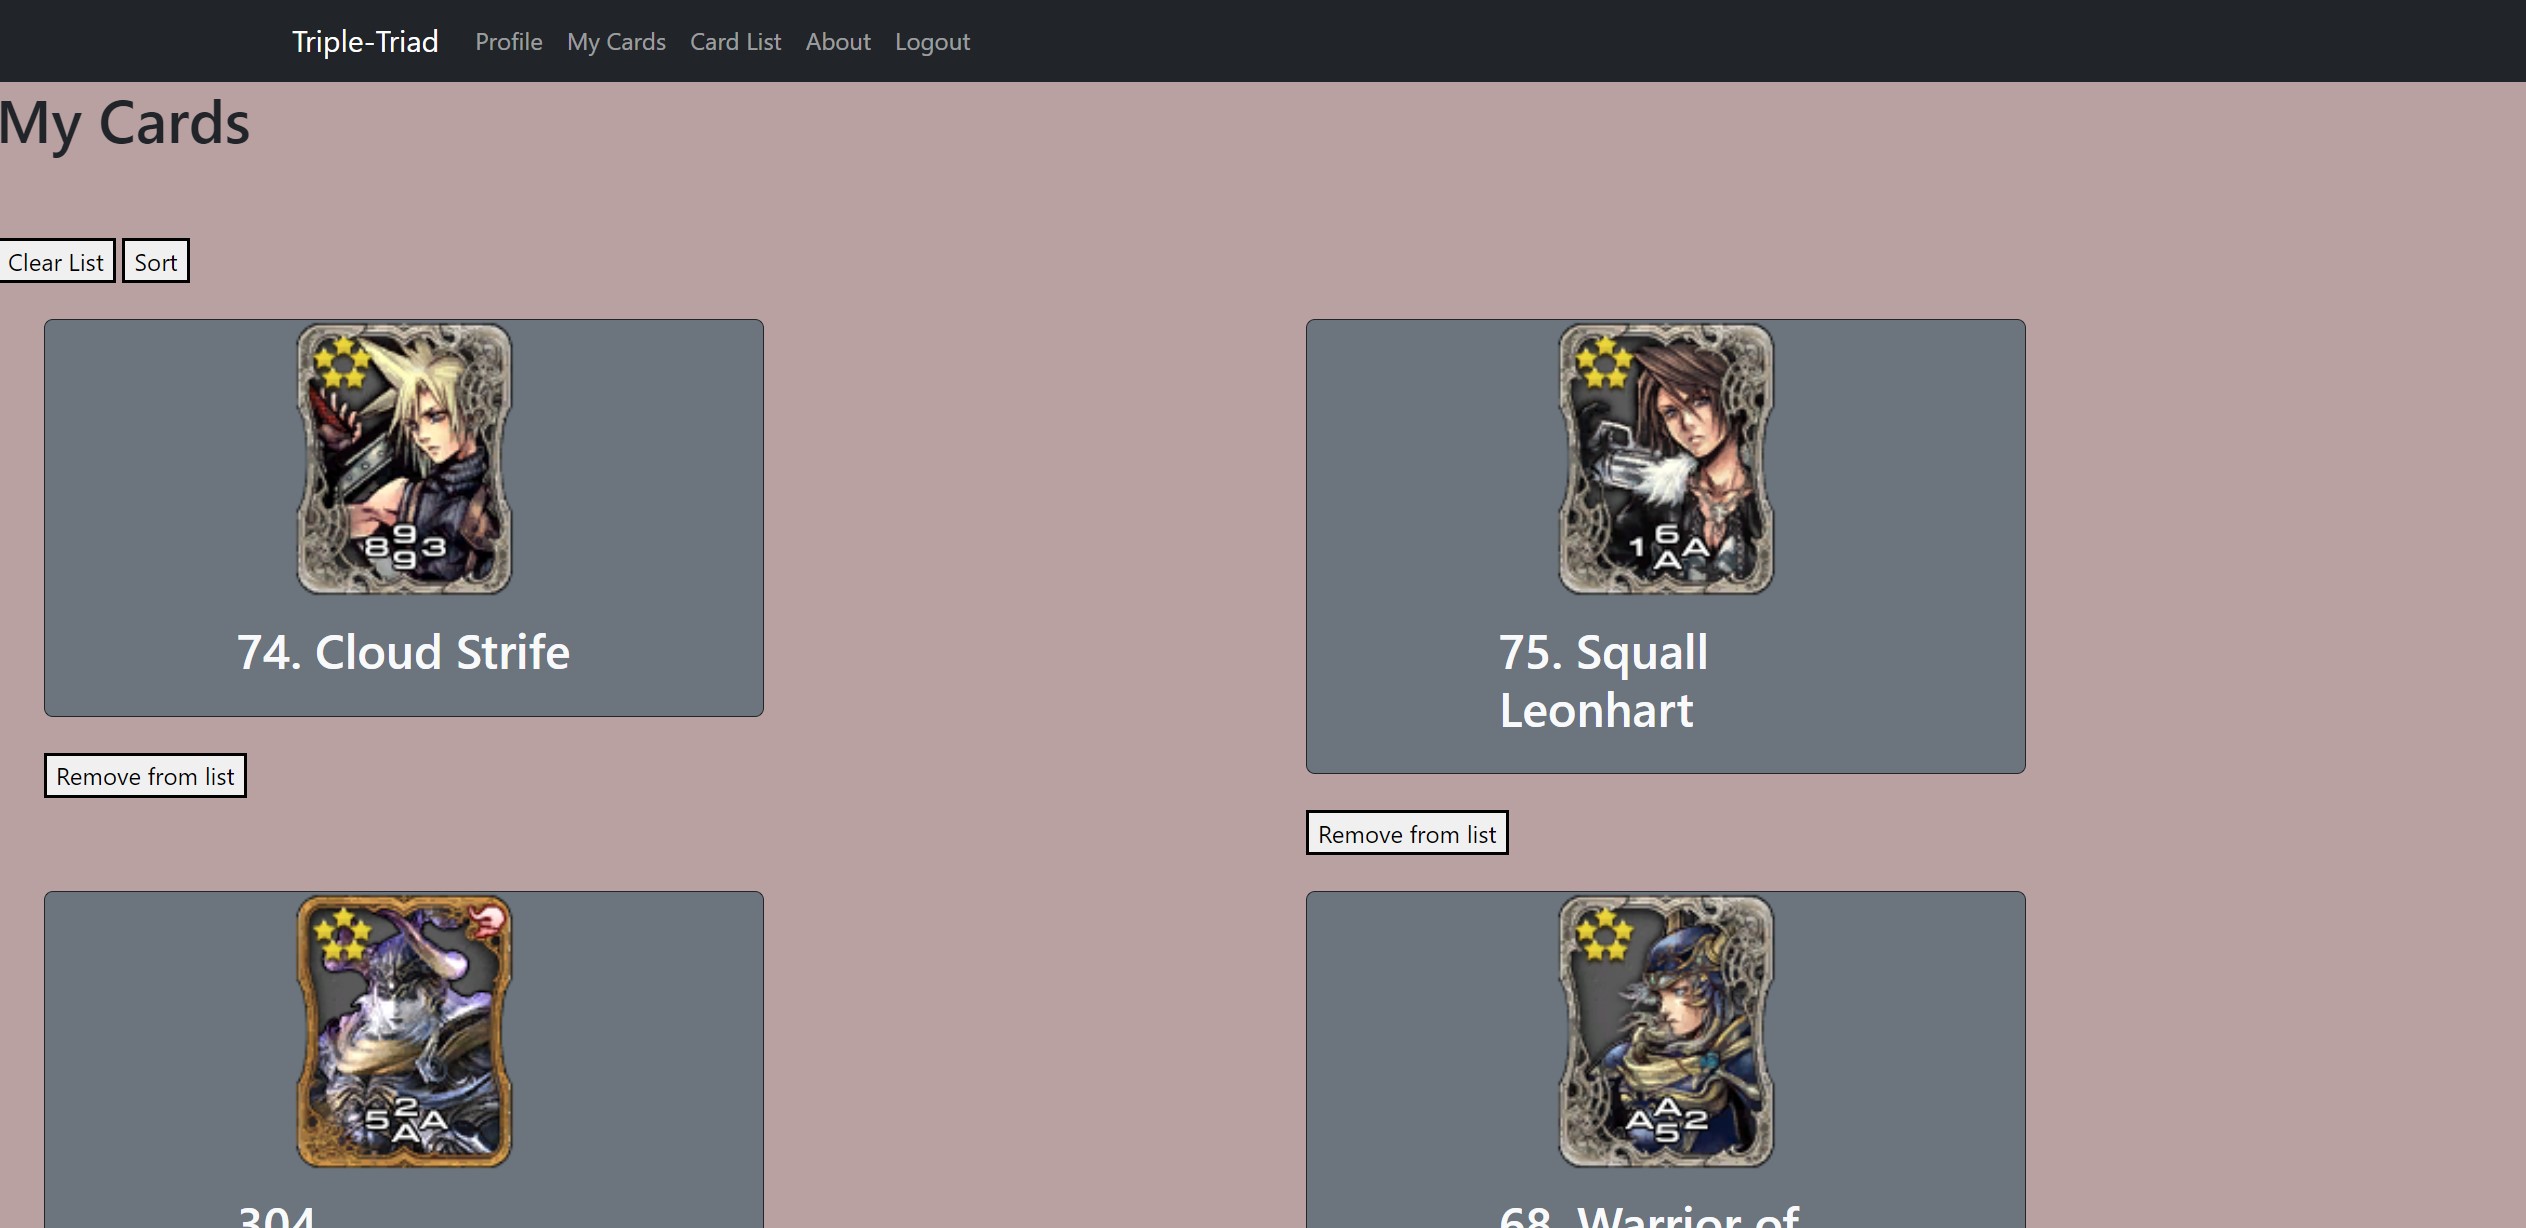 Triple-Triad Profile My Cards Card List About Logout
My Cards
Clear List Sort
9
8 3
9
74. Cloud Strife
Remove from list
6
1 A
A
75. Squall
Leonhart
Remove from list
2
5 A
A
304
A
A 2
5
68. Warrior of